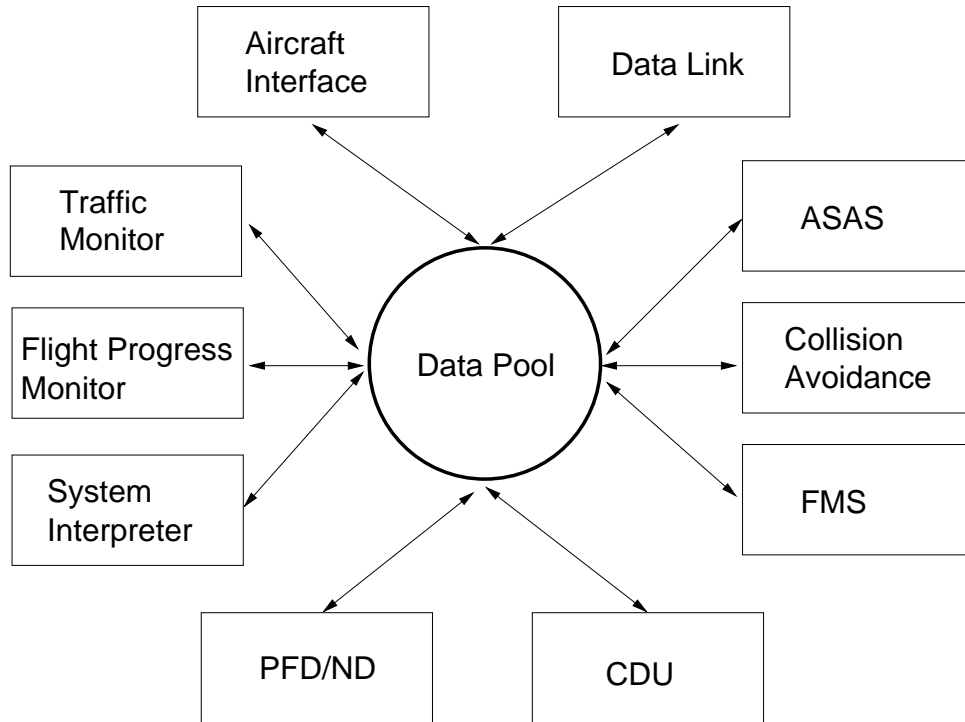 Aircraft
Interface
Data Link
Traffic
Monitor
ASAS
Flight Progress
Monitor
Data Pool
Collision
Avoidance
System
Interpreter
FMS
PFD/ND
CDU